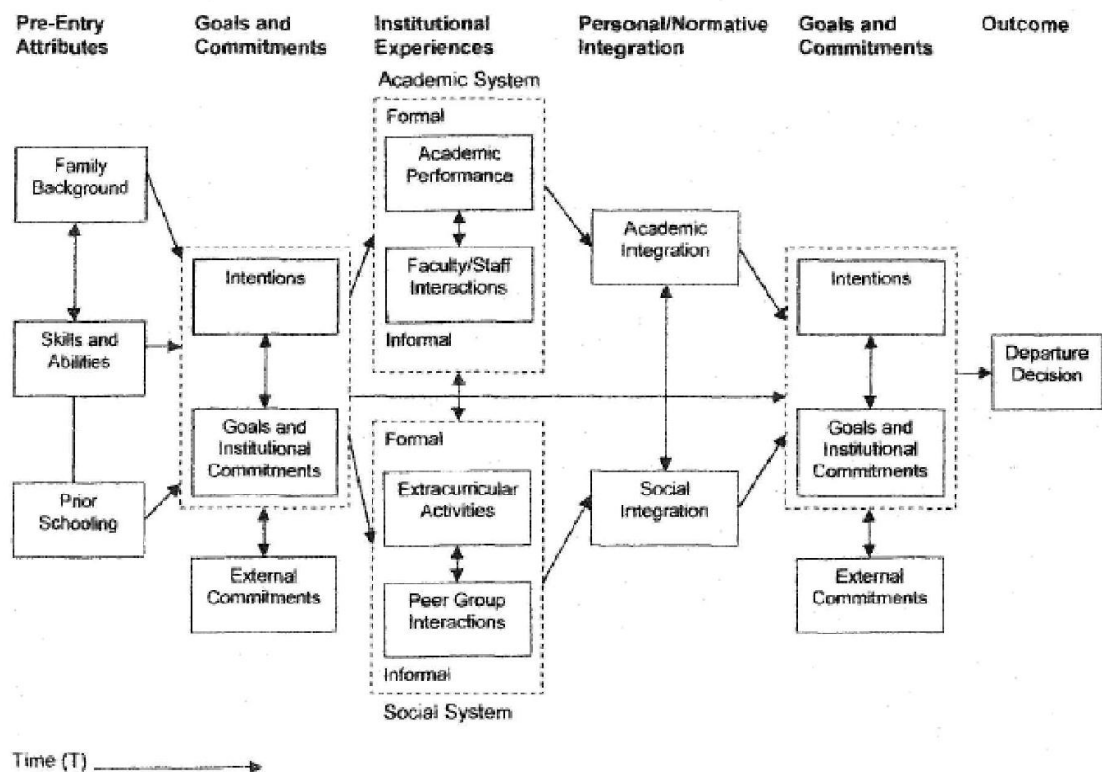 Pre-Entry
Attributes
Goals and
Commitments
Institutional
Experiences
Personal/Normative
Integration
Goals and
Commitments
Outcome
Academic System
Formal
Family
Background
Academic
Performance
Academic
Integration
Intentions
Faculty/Staff
Interactions
Intentions
Informal
Skills and
Abilities
Departure
Decision
Goals and
Institutional
Commitments
Formal
Goals and
Institutional
Commitments
Prior
Schooling
Extracurricular
Activities
Social
Integration
External
Commitments
Peer Group
Interactions
External
Commitments
Informal
Social System
Time (T)